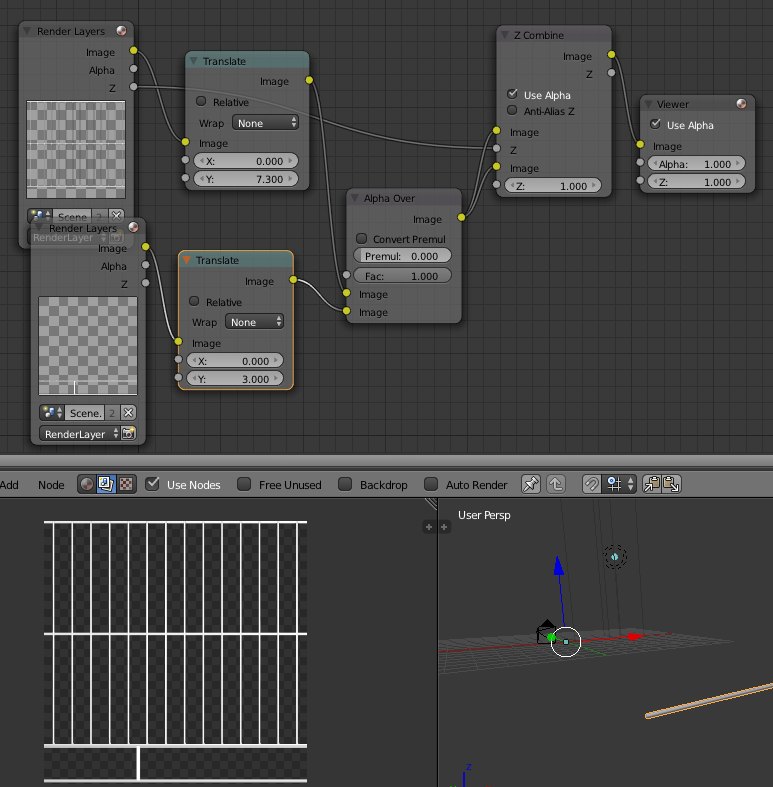 Render Layers
Image
Alpha
Z
Scene 2
RenderLayer
Translate
Image
Relative
Wrap None
Image
X: 0.000
Y: 7.300
Z Combine
Image
Z
Use Alpha
Anti-Alias Z
Image
Z
Image
Z: 1.000
Viewer
Use Alpha
Image
Alpha: 1.000
Z: 1.000
Alpha Over
Image
Convert Premul
Premul: 0.000
Fac: 1.000
Image
Image
Render Layers
Image
Alpha
Z
Scene. 2
RenderLayer
Translate
Image
Relative
Wrap None
Image
X: 0.000
Y: 3.000
Add Node Use Nodes Free Unused Backdrop Auto Render
User Persp
z